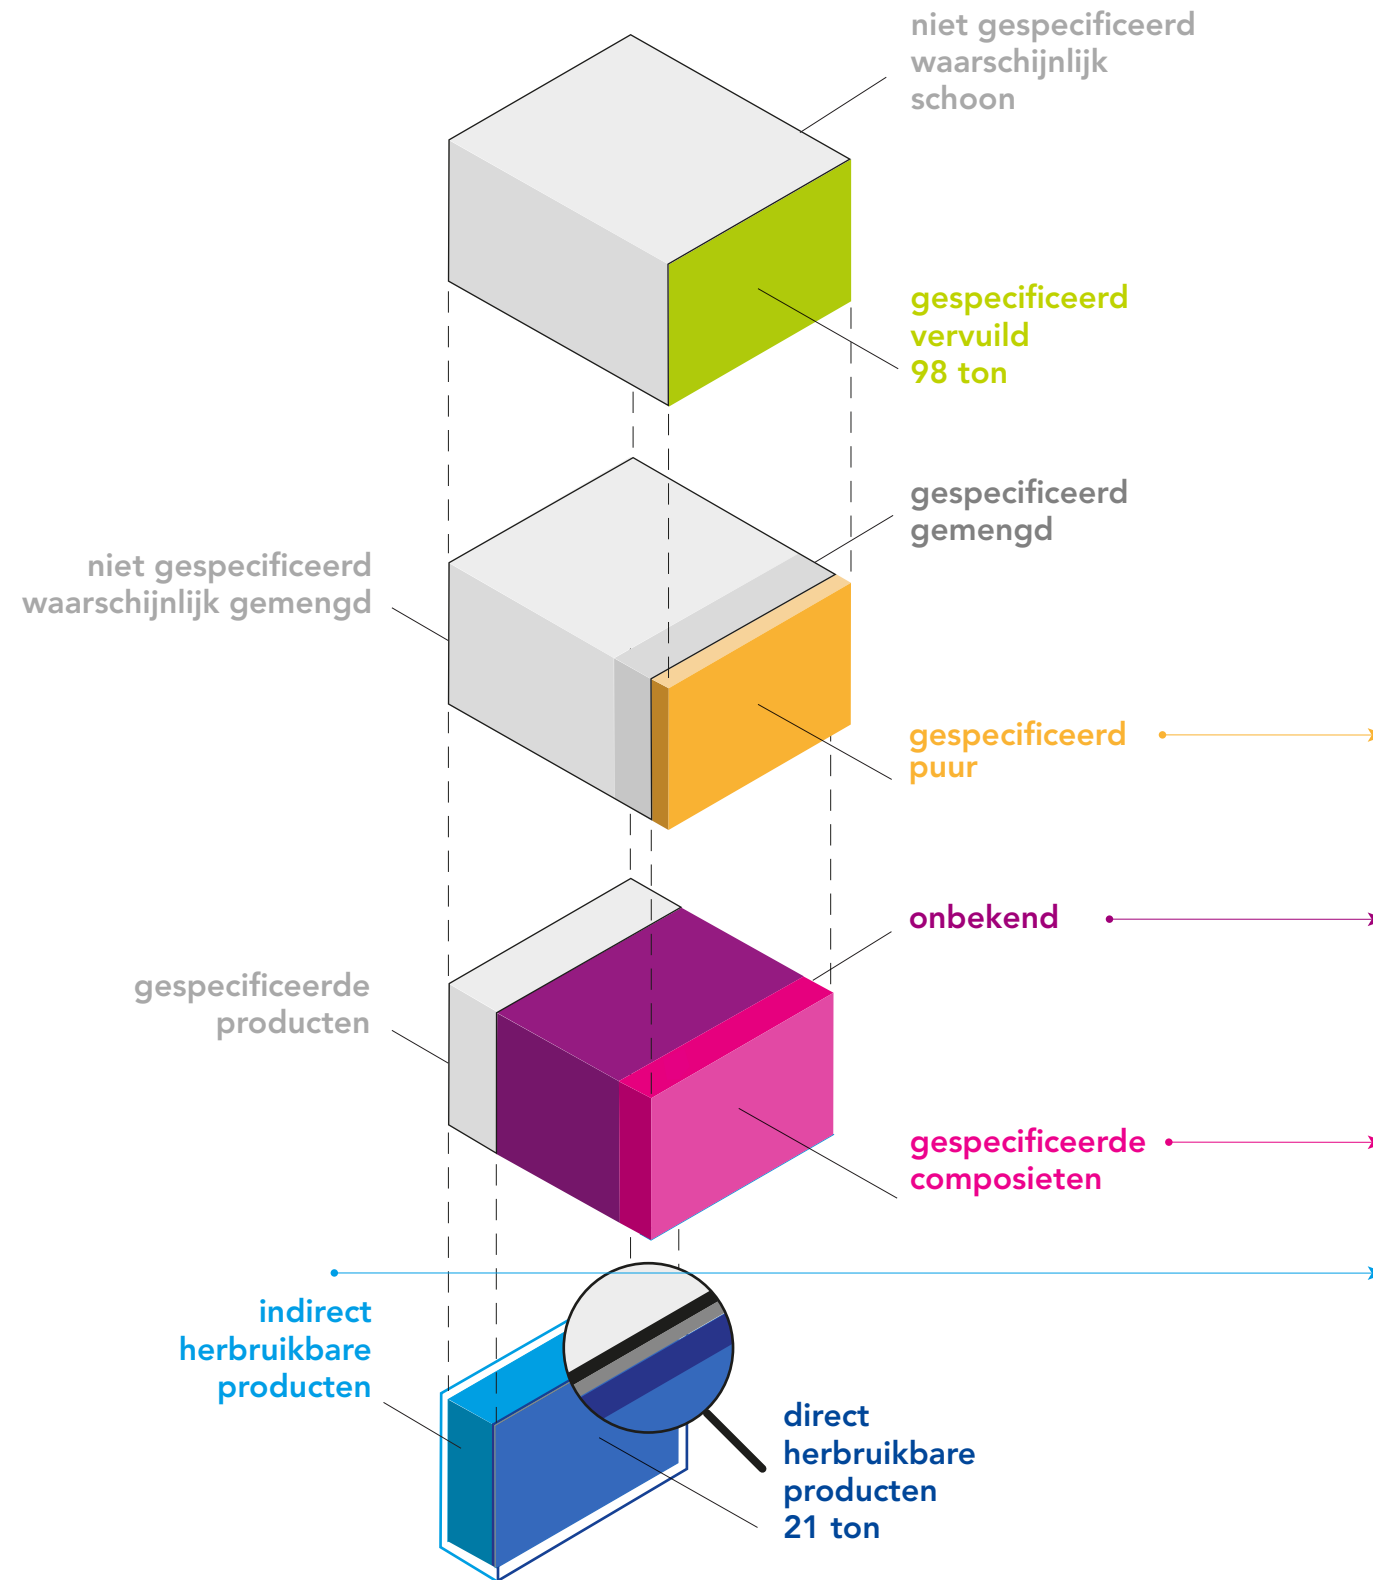 niet gespecificeerd
waarschijnlijk
schoon
gespecificeerd
vervuild
98 ton
gespecificeerd
gemengd
niet gespecificeerd
waarschijnlijk gemengd
gespecificeerd
puur
onbekend
gespecificeerde
producten
gespecificeerde
composieten
indirect
herbruikbare
producten
direct
herbruikbare
producten
21 ton